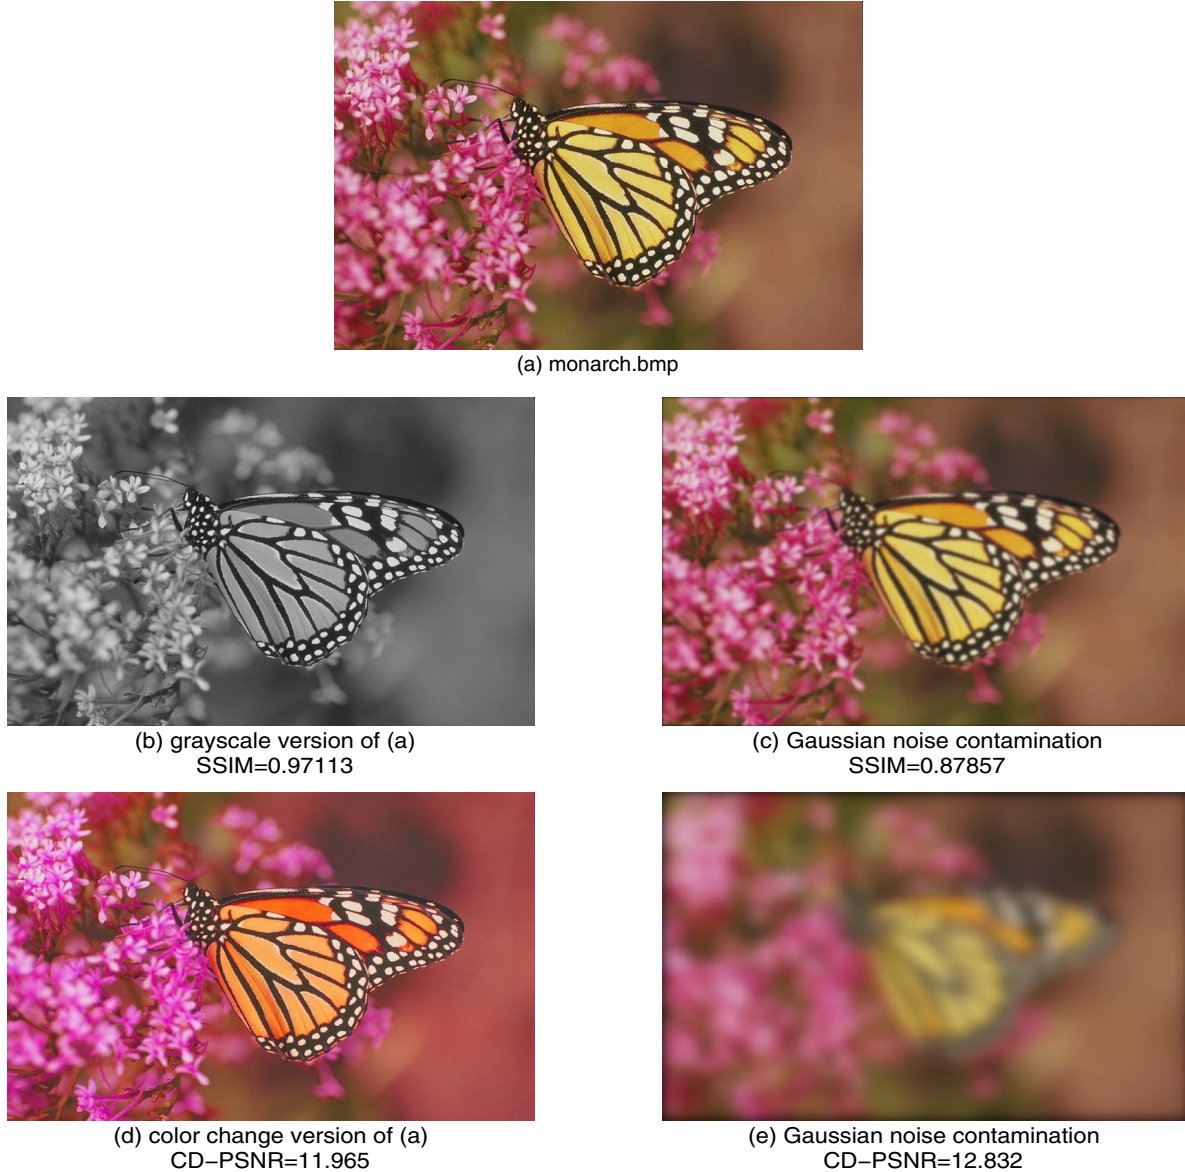 (a) monarch.bmp
(b) grayscale version of (a)
SSIM=0.97113
(c) Gaussian noise contamination
SSIM=0.87857
(d) color change version of (a)
CD−PSNR=11.965
(e) Gaussian noise contamination
CD−PSNR=12.832